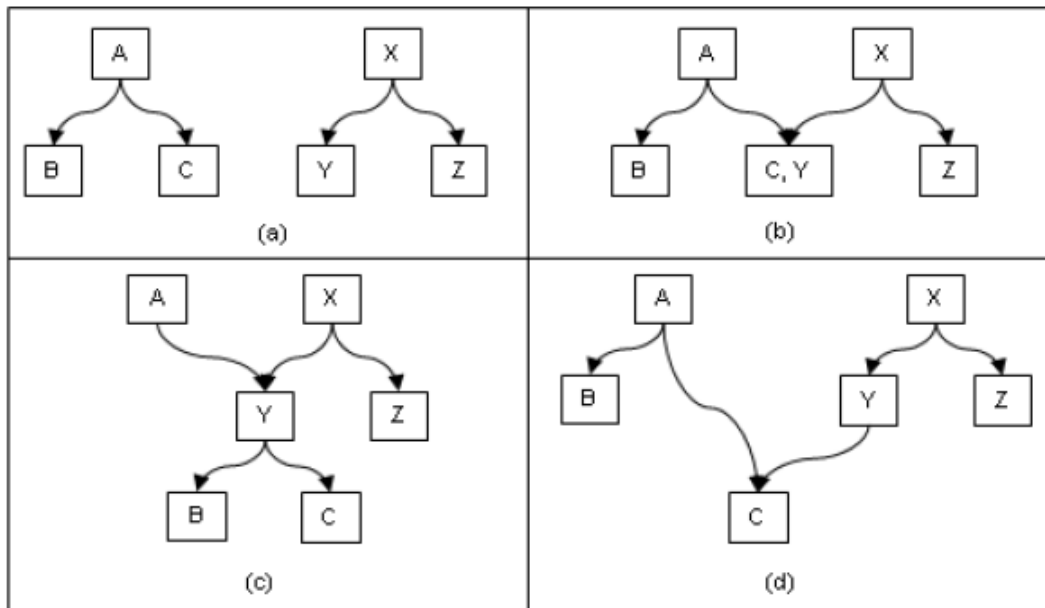 A X
B C Y Z
(a)
A X
B C, Y Z
(b)
A X
Y Z
B C
(c)
A X
B Y Z
C
(d)